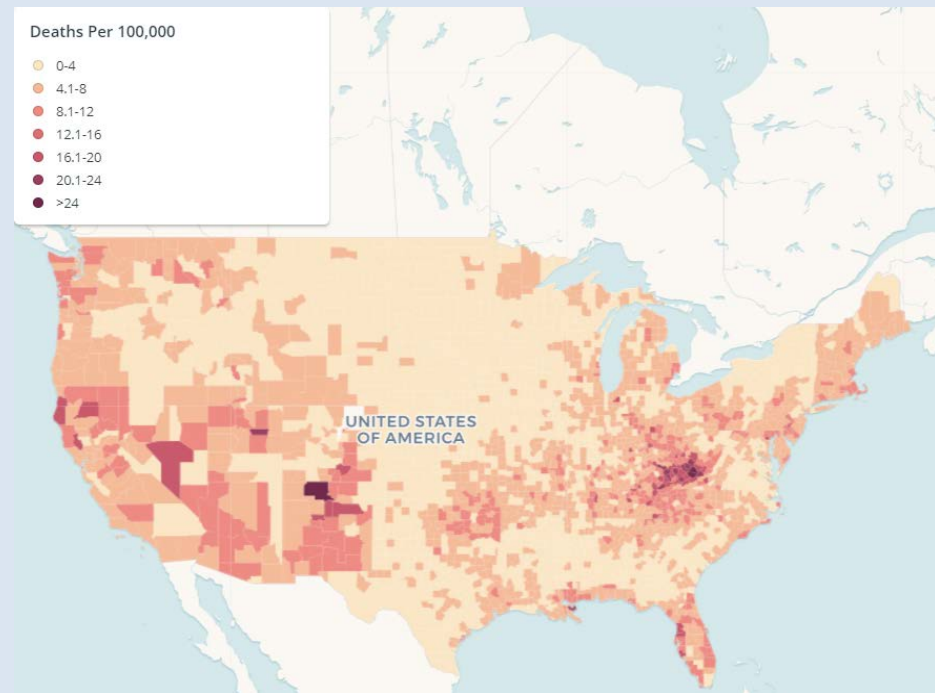 Deaths Per 100,000
0-4
4.1-8
8.1-12
12.1-16
16.1-20
20.1-24
>24
UNITED STATES
OF AMERICA